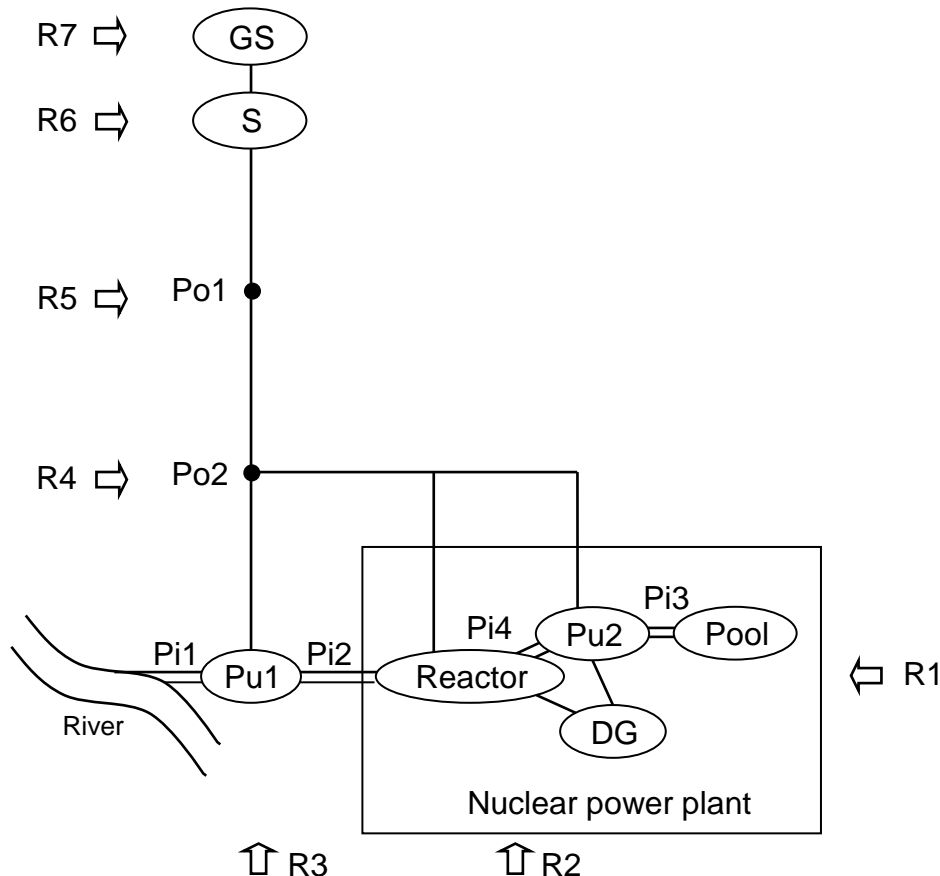 R7
GS
R6
S
R5
Po1
R4
Po2
Pi3
Pi4
Pu2
Pool
Pi1
Pi2
Pu1
Reactor
R1
River
DG
Nuclear power plant
R3
R2